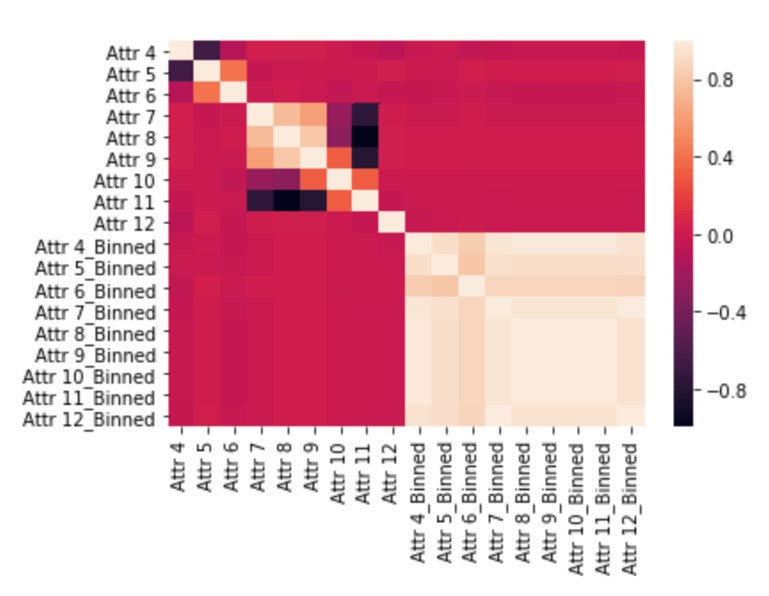 Attr 4
Attr 5
Attr 6
Attr 7
Attr 8
Attr 9
Attr 10
Attr 11
Attr 12
Attr 4_Binned
Attr 5_Binned
Attr 6_Binned
Attr 7_Binned
Attr 8_Binned
Attr 9_Binned
Attr 10_Binned
Attr 11_Binned
Attr 12_Binned
Attr 4
Attr 5
Attr 6
Attr 7
Attr 8
Attr 9
Attr 10
Attr 11
Attr 12
Attr 4_Binned
Attr 5_Binned
Attr 6_Binned
Attr 7_Binned
Attr 8_Binned
Attr 9_Binned
Attr 10_Binned
Attr 11_Binned
Attr 12_Binned
0.8
0.4
0.0
−0.4
−0.8